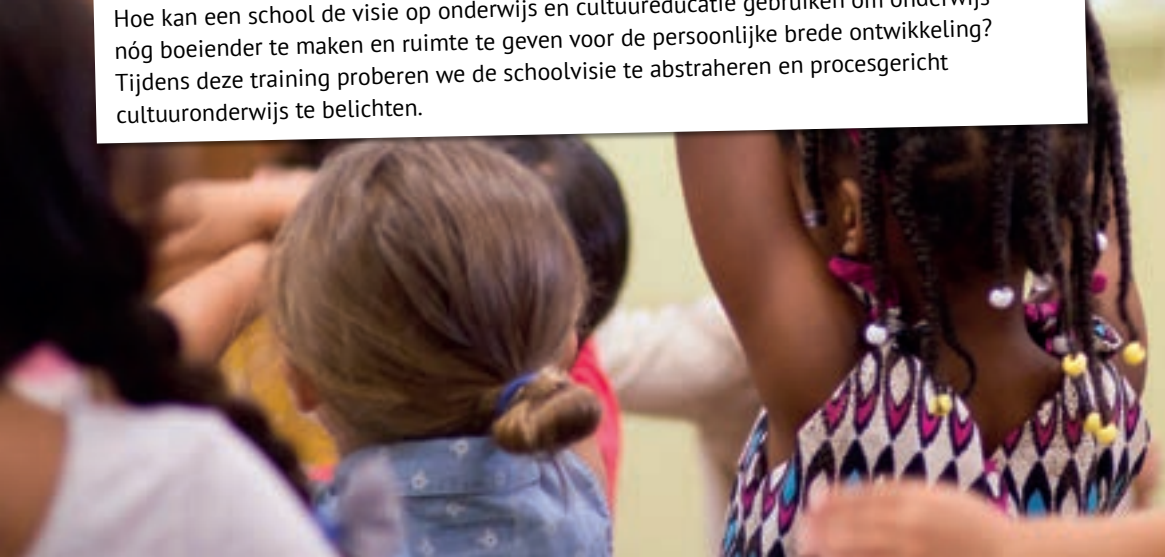 Hoe kan een school de visie op onderwijs en cultuureducatie gebruiken om onderwijs
nóg boeiender te maken en ruimte te geven voor de persoonlijke brede ontwikkeling?
Tijdens deze training proberen we de schoolvisie te abstraheren en procesgericht
cultuuronderwijs te belichten.